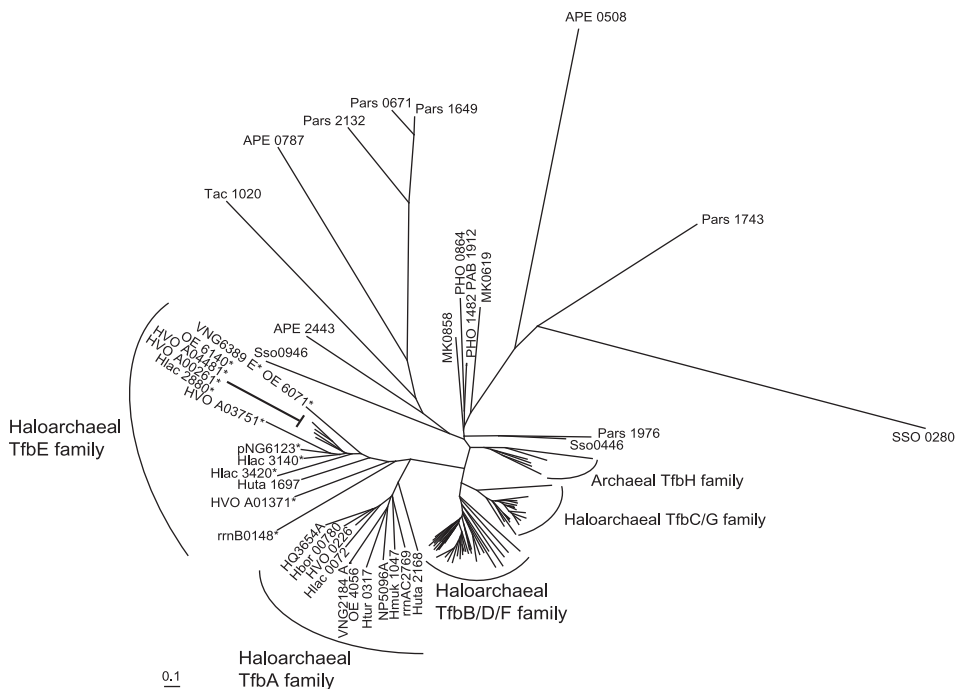 APE 0508
Pars 0671
Pars 1649
Pars 2132
APE 0787
Tac 1020
Pars 1743
PHO 0864
PHO 1482 PAB 1912
MK0619
MK0858
APE 2443
Sso0946
VNG6389 E* OE 6071*
OE 6140*
HVO A04481*
HVO A00261*
Hlac 2880*
HVO A03751*
Haloarchaeal
TfbE family
pNG6123*
Hlac 3140*
Hlac 3420*
Huta 1697
HVO A01371*
rrnB0148*
SSO 0280
Pars 1976
Sso0446
Archaeal TfbH family
Haloarchaeal TfbC/G family
HQ3654A
Hbor 00780
HVO 0226
Hlac 0072
VNG2184 A
OE 4056
Htur 0317
NP5096A
Hmuk 1047
rrnAC2769
Huta 2168
Haloarchaeal
TfbB/D/F family
Haloarchaeal
TfbA family
0.1